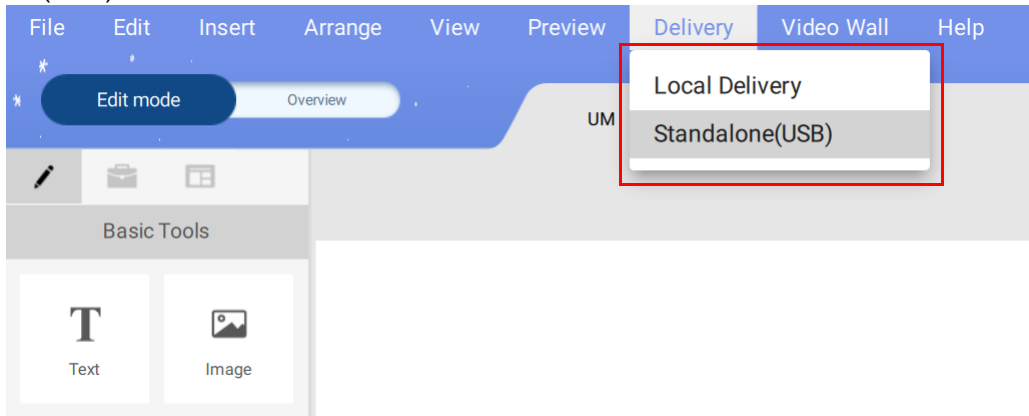 File Edit Insert Arrange View Preview Delivery Video Wall Help
Edit mode Overview
Local Delivery
UM
Standalone(USB)
Basic Tools
T
Text Image